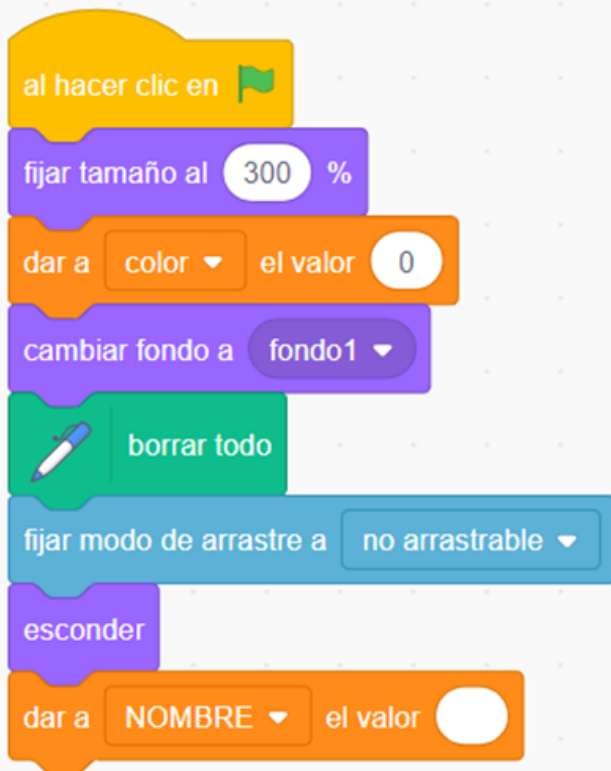 al hacer clic en
fijar tamaño al 300 %
dar a color el valor 0
cambiar fondo a fondo1
borrar todo
fijar modo de arrastre a no arrastrable
esconder
dar a NOMBRE el valor